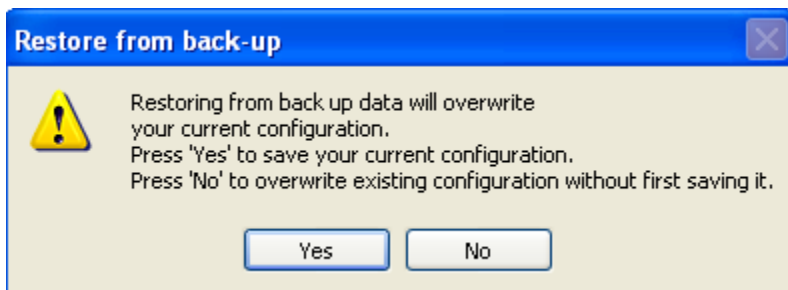 Restore from back-up
Restoring from back up data will overwrite
your current configuration.
Press 'Yes' to save your current configuration.
Press 'No' to overwrite existing configuration without first saving it.
Yes No